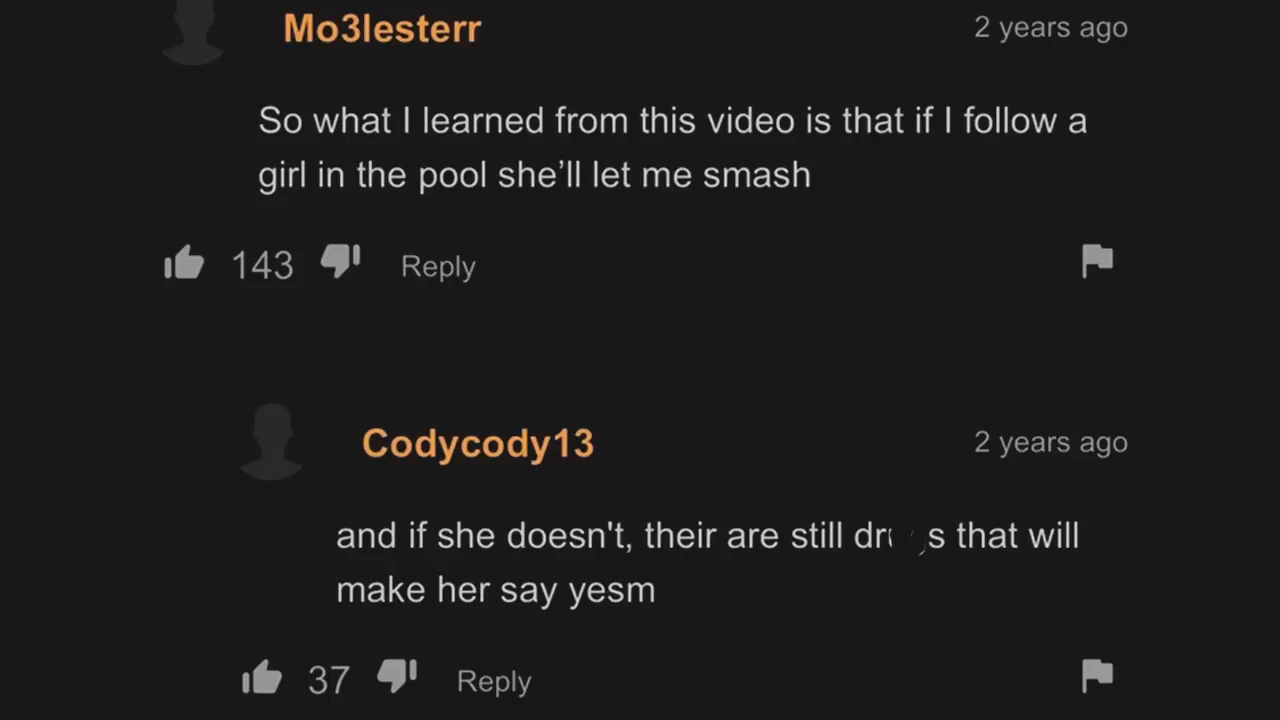 Mo3lesterr 2 years ago
So what I learned from this video is that if I follow a
girl in the pool she’ll let me smash
143 Reply
Codycody13 2 years ago
and if she doesn't, their are still that will
make her say yesm
37 Reply